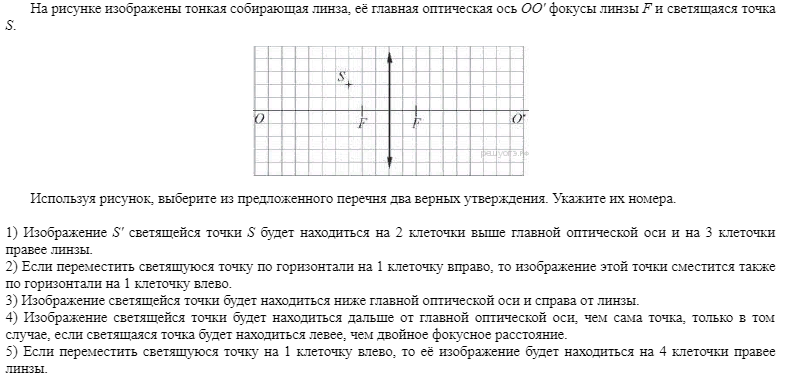 На рисунке изображены тонкая собирающая линза, её главная оптическая ось OO' фокусы линзы F и светящаяся точка
S.
S
O
F
F
O'
решуогэ.рф
Используя рисунок, выберите из предложенного перечня два верных утверждения. Укажите их номера.
1) Изображение S' светящейся точки S будет находиться на 2 клеточки выше главной оптической оси и на 3 клеточки
правее линзы.
2) Если переместить светящуюся точку по горизонтали на 1 клеточку вправо, то изображение этой точки сместится также
по горизонтали на 1 клеточку влево.
3) Изображение светящейся точки будет находиться ниже главной оптической оси и справа от линзы.
4) Изображение светящейся точки будет находиться дальше от главной оптической оси, чем сама точка, только в том
случае, если светящаяся точка будет находиться левее, чем двойное фокусное расстояние.
5) Если переместить светящуюся точку на 1 клеточку влево, то её изображение будет находиться на 4 клеточки правее
линзы.